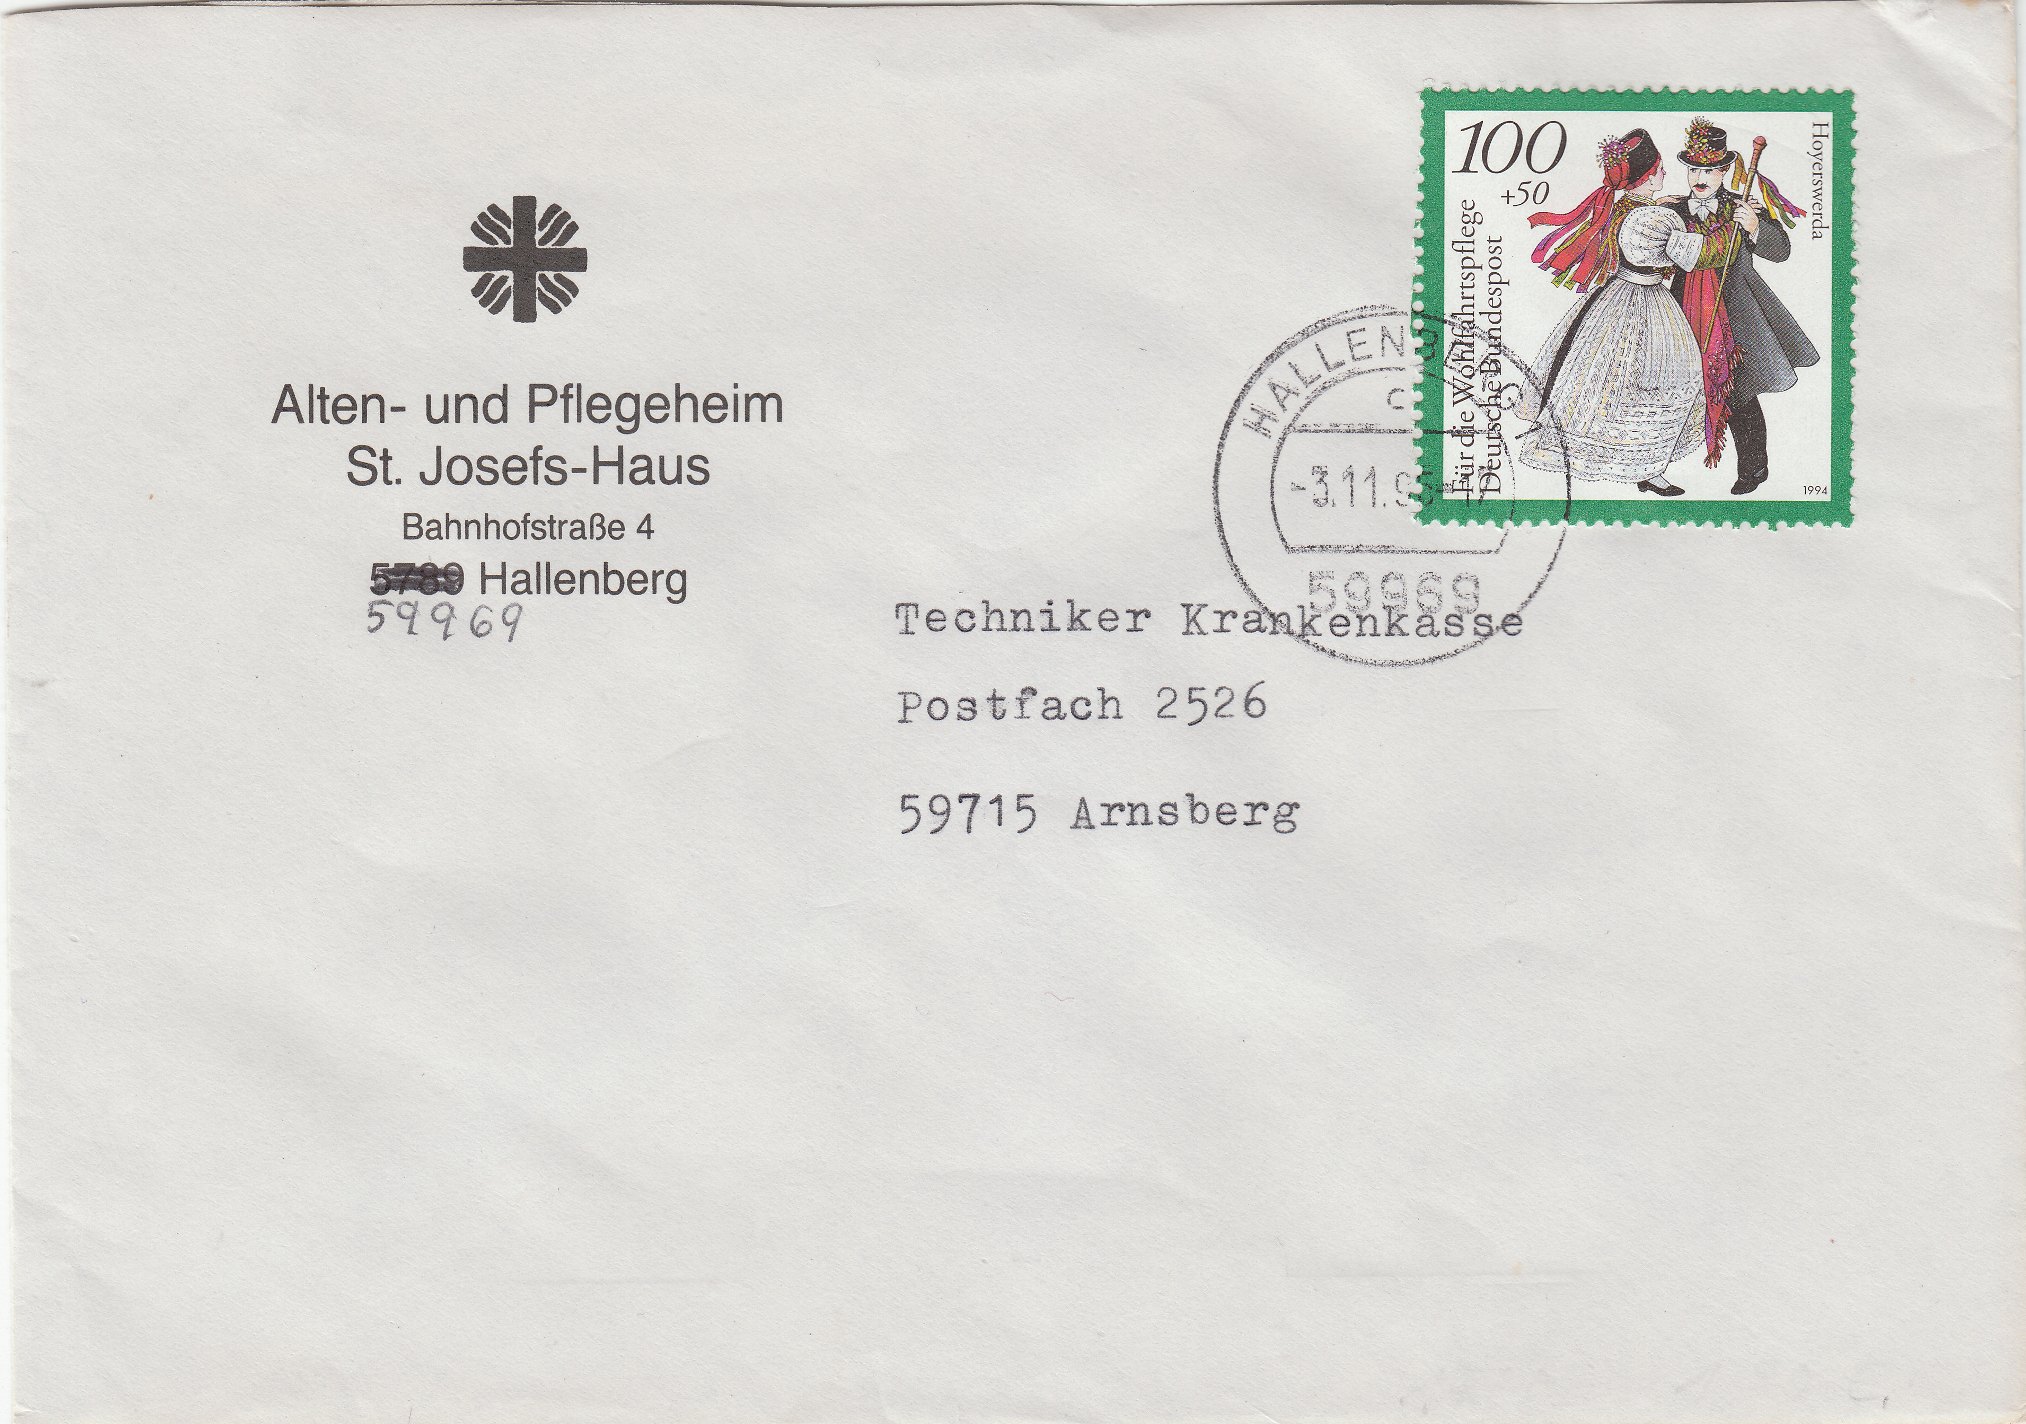 Alten- und Pflegeheim
St. Josefs-Haus
Bahnhofstraße 4
5789 Hallenberg
59969
100
+50
Für die Wohlfahrtspflege
Deutsche Bundespost
Hoyerswerda
1994
HALLENBERG
-3.11.9
59969
Techniker Krankenkasse
Postfach 2526
59715 Arnsberg